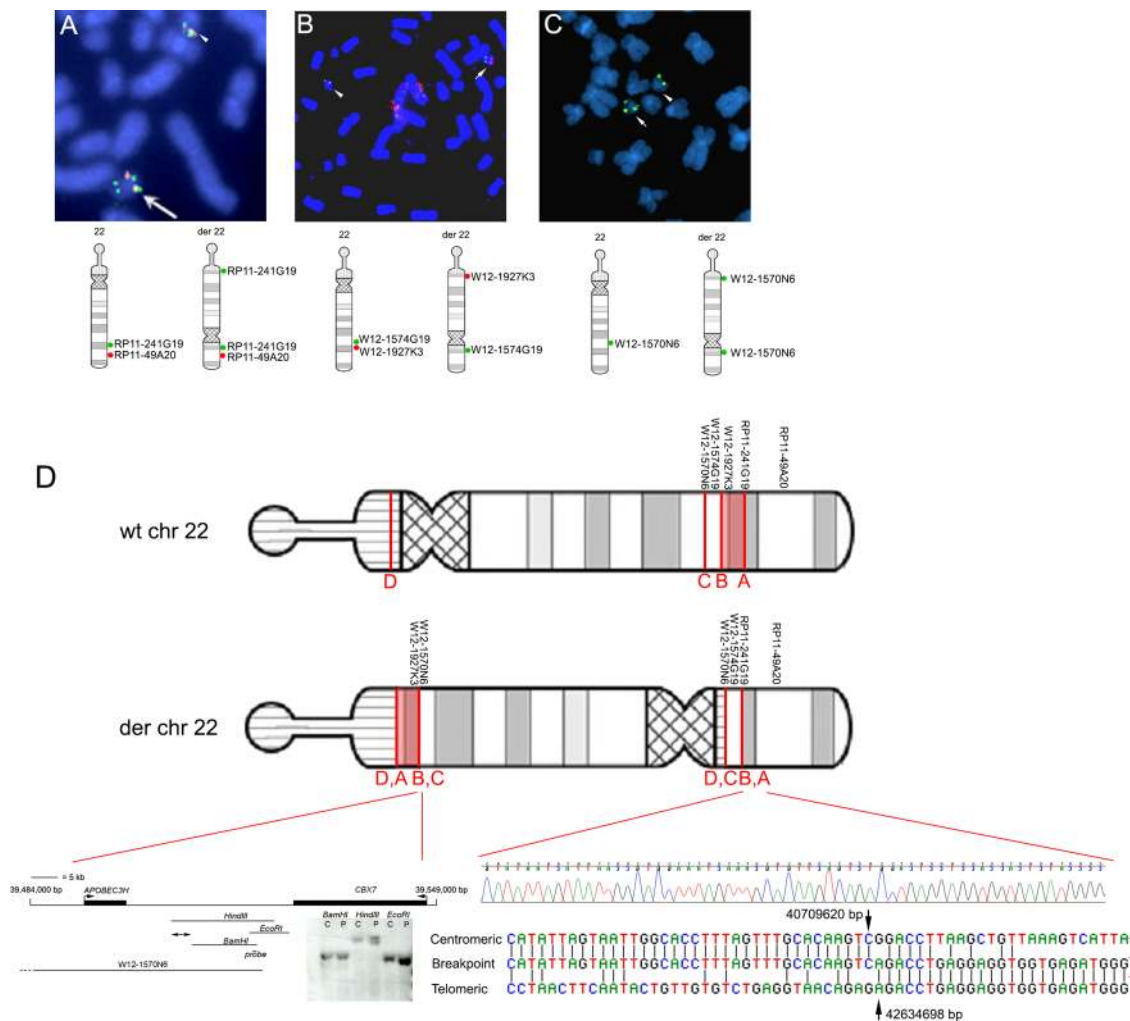 A
B
C
22
der 22
RP11-241G19
RP11-241G19
RP11-49A20
RP11-241G19
RP11-49A20
22
der 22
W12-1574G19
W12-1927K3
W12-1927K3
W12-1574G19
22
der 22
W12-1570N6
W12-1570N6
W12-1570N6
D
wt chr 22
W12-1570N6
W12-1574G19
W12-1927K3
RP11-241G19
RP11-49A20
D
C
B
A
der chr 22
W12-1927K3
W12-1570N6
W12-1570N6
W12-1574G19
RP11-241G19
RP11-49A20
D,A
B,C
D,C
B,A
= 5 kb
39,484,000 bp
APOBEC3H
CBX7
39,549,000 bp
HindIII
EcoRI
BamHI
probe
W12-1570N6
BamHI
HindIII
EcoRI
C P C P C P
40709620 bp
Centromeric CATATTAGTAATTGGCACCTTTAGTTTGCACAAGTCGGACCTTAAGCTGTTAAAGTCATTA
Breakpoint CATATTAGTAATTGGCACCTTTAGTTTGCACAAGTCAGACCTGAGGAGGTGGTGAGATGGG
Telomeric CCTAACTTCAATACTGTTGTGTCTGAGGTAACAGAGAGACCTGAGGAGGTGGTGAGATGGG
42634698 bp